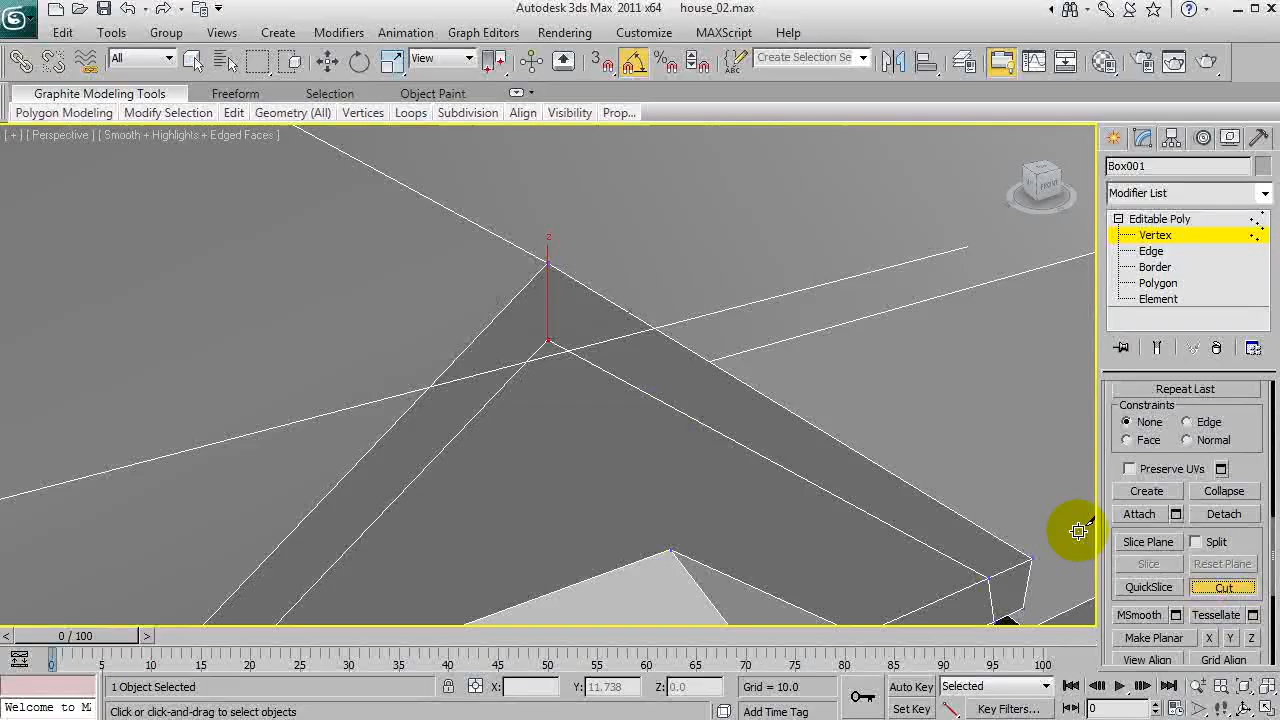 Autodesk 3ds Max 2011 x64 house_02.max
Edit Tools Group Views Create Modifiers Animation Graph Editors Rendering Customize MAXScript Help
All View 3 Create Selection Se
Graphite Modeling Tools Freeform Selection Object Paint
Polygon Modeling Modify Selection Edit Geometry (All) Vertices Loops Subdivision Align Visibility Prop...
[ + ] [ Perspective ] [ Smooth + Highlights + Edged Faces ]
FRONT
z
Box001
Modifier List
Editable Poly
Vertex
Edge
Border
Polygon
Element
Repeat Last
Constraints
None Edge
Face Normal
Preserve UVs
Create Collapse
Attach Detach
Slice Plane Split
Slice Reset Plane
QuickSlice Cut
MSmooth Tessellate
Make Planar X Y Z
View Align Grid Align
< 0 / 100 >
0 5 10 15 20 25 30 35 40 45 50 55 60 65 70 75 80 85 90 95 100
1 Object Selected X: Y: 11.738 Z: 0.0 Grid = 10.0 Auto Key Selected
Welcome to M Click or click-and-drag to select objects Add Time Tag Set Key Key Filters... 0